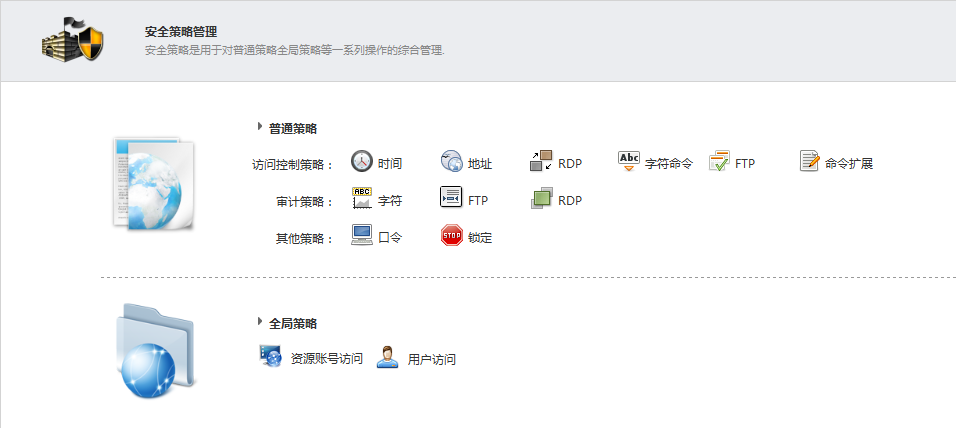 安全策略管理
安全策略是用于对普通策略全局策略等一系列操作的综合管理.
普通策略
访问控制策略： 时间 地址 RDP Abc 字符命令 FTP 命令扩展
审计策略： ABC 字符 FTP RDP
其他策略： 口令 STOP 锁定
全局策略
资源账号访问 用户访问